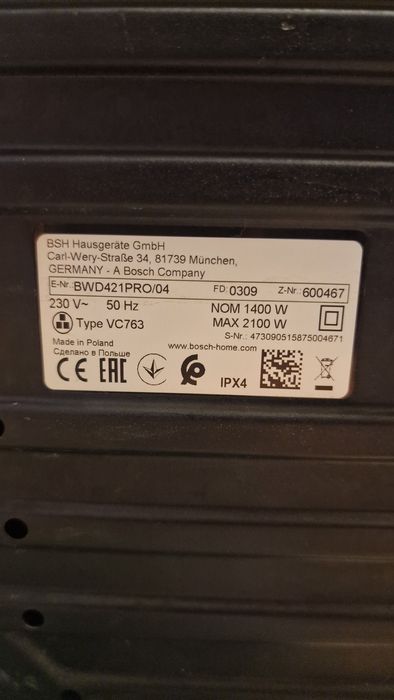 BSH Hausgeräte GmbH
Carl-Wery-Straße 34, 81739 München,
GERMANY - A Bosch Company
E-Nr. BWD421PRO/04 FD: 0309 Z-Nr.: 600467
230 V~ 50 Hz NOM 1400 W
Type VC763 MAX 2100 W
S-Nr.: 473090515875004671
Made in Poland www.bosch-home.com
Сделано в Польше
CE EAC IPX4